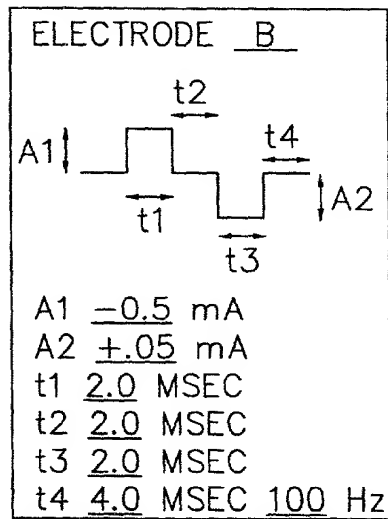 ELECTRODE B
t2
t4
A1
A2
t1
t3
A1 -0.5 mA
A2 +.05 mA
t1 2.0 MSEC
t2 2.0 MSEC
t3 2.0 MSEC
t4 4.0 MSEC 100 Hz